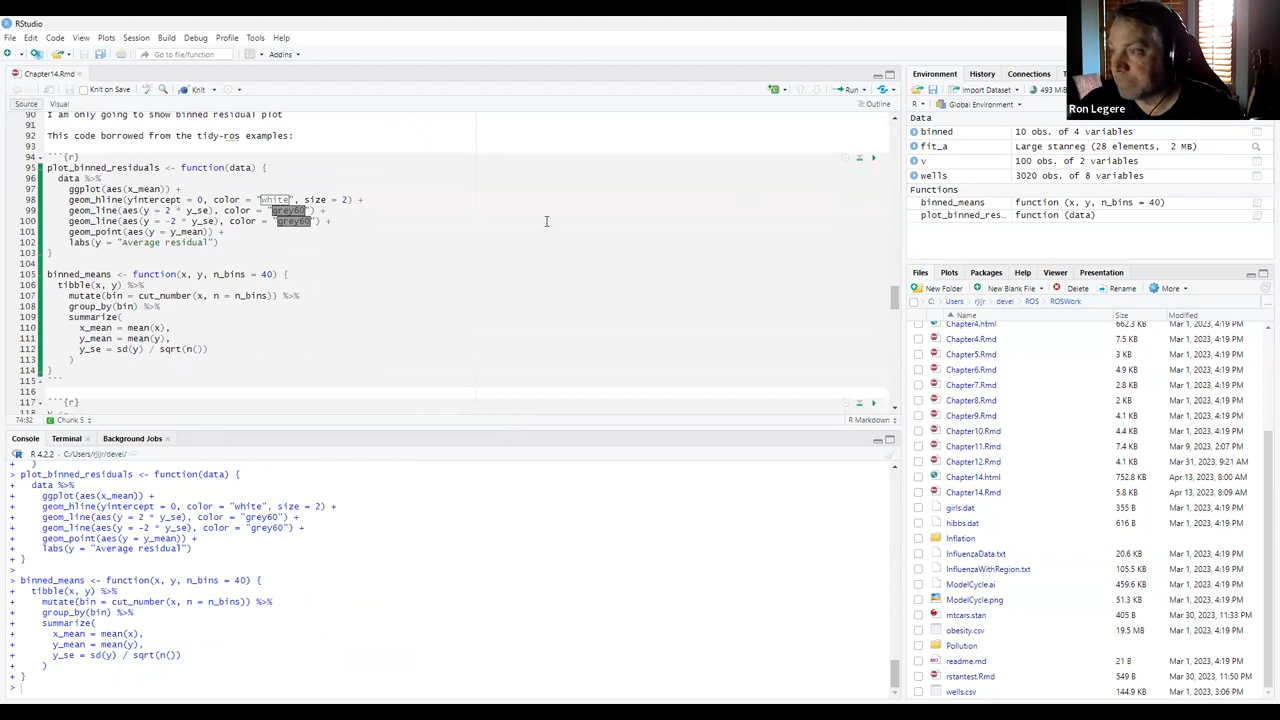 RStudio
File Edit Code View Plots Session Build Debug Profile Tools Help
Go to file/function Addins
Chapter14.Rmd
Knit on Save Knit Run
Source Visual Outline
90 I am only going to show binned residual plot
91
92 This code borrowed from the tidy-ros examples:
93
94 ```{r}
95 plot_binned_residuals <- function(data) {
96 data %>%
97 ggplot(aes(x_mean)) +
98 geom_hline(yintercept = 0, color = "white", size = 2) +
99 geom_line(aes(y = 2 * y_se), color = "grey60") +
100 geom_line(aes(y = -2 * y_se), color = "grey60") +
101 geom_point(aes(y = y_mean)) +
102 labs(y = "Average residual")
103 }
104
105 binned_means <- function(x, y, n_bins = 40) {
106 tibble(x, y) %>%
107 mutate(bin = cut_number(x, n = n_bins)) %>%
108 group_by(bin) %>%
109 summarize(
110 x_mean = mean(x),
111 y_mean = mean(y),
112 y_se = sd(y) / sqrt(n())
113 )
114 }
115 ```
116
117 ```{r}
118 v <-
74:32 Chunk 5 R Markdown
Console Terminal Background Jobs
R 4.2.2 · C:/Users/rjljr/devel/
+ }
> plot_binned_residuals <- function(data) {
+ data %>%
+ ggplot(aes(x_mean)) +
+ geom_hline(yintercept = 0, color = "white", size = 2) +
+ geom_line(aes(y = 2 * y_se), color = "grey60") +
+ geom_line(aes(y = -2 * y_se), color = "grey60") +
+ geom_point(aes(y = y_mean)) +
+ labs(y = "Average residual")
+ }
>
> binned_means <- function(x, y, n_bins = 40) {
+ tibble(x, y) %>%
+ mutate(bin = cut_number(x, n = n_bins)) %>%
+ group_by(bin) %>%
+ summarize(
+ x_mean = mean(x),
+ y_mean = mean(y),
+ y_se = sd(y) / sqrt(n())
+ )
+ }
>
Ron Legere
Environment History Connections
Import Dataset 493 MiB
R Global Environment
Data
binned 10 obs. of 4 variables
fit_a Large stanreg (28 elements, 2 MB)
v 100 obs. of 2 variables
wells 3020 obs. of 8 variables
Functions
binned_means function (x, y, n_bins = 40)
plot_binned_res… function (data)
Files Plots Packages Help Viewer Presentation
New Folder New Blank File Delete Rename More
C: Users rjljr devel ROS ROSWork
Name Size Modified
Chapter4.html 662.3 KB Mar 1, 2023, 4:19 PM
Chapter4.Rmd 7.5 KB Mar 1, 2023, 4:19 PM
Chapter5.Rmd 3 KB Mar 1, 2023, 4:19 PM
Chapter6.Rmd 4.9 KB Mar 1, 2023, 4:19 PM
Chapter7.Rmd 2.8 KB Mar 1, 2023, 4:19 PM
Chapter8.Rmd 2 KB Mar 1, 2023, 4:19 PM
Chapter9.Rmd 4.1 KB Mar 1, 2023, 4:19 PM
Chapter10.Rmd 4.4 KB Mar 1, 2023, 4:19 PM
Chapter11.Rmd 7.4 KB Mar 9, 2023, 2:07 PM
Chapter12.Rmd 4.1 KB Mar 31, 2023, 9:21 AM
Chapter14.html 752.8 KB Apr 13, 2023, 8:00 AM
Chapter14.Rmd 5.8 KB Apr 13, 2023, 8:09 AM
girls.dat 355 B Mar 1, 2023, 4:19 PM
hibbs.dat 616 B Mar 1, 2023, 4:19 PM
Inflation
InfluenzaData.txt 20.6 KB Mar 1, 2023, 4:19 PM
InfluenzaWithRegion.txt 105.5 KB Mar 1, 2023, 4:19 PM
ModelCycle.ai 459.6 KB Mar 1, 2023, 4:19 PM
ModelCycle.png 51.3 KB Mar 1, 2023, 4:19 PM
mtcars.stan 405 B Mar 30, 2023, 11:33 PM
obesity.csv 19.5 MB Mar 1, 2023, 4:19 PM
Pollution
readme.md 21 B Mar 1, 2023, 4:19 PM
rstantest.Rmd 549 B Mar 30, 2023, 11:50 PM
wells.csv 144.9 KB Mar 1, 2023, 3:09 PM